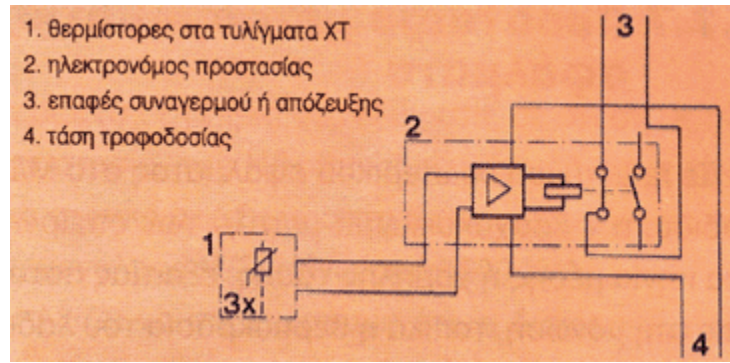 1. θερμίστορες στα τυλίγματα ΧΤ
2. ηλεκτρονόμος προστασίας
3. επαφές συναγερμού ή απόζευξης
4. τάση τροφοδοσίας
3
2
1
3x
4